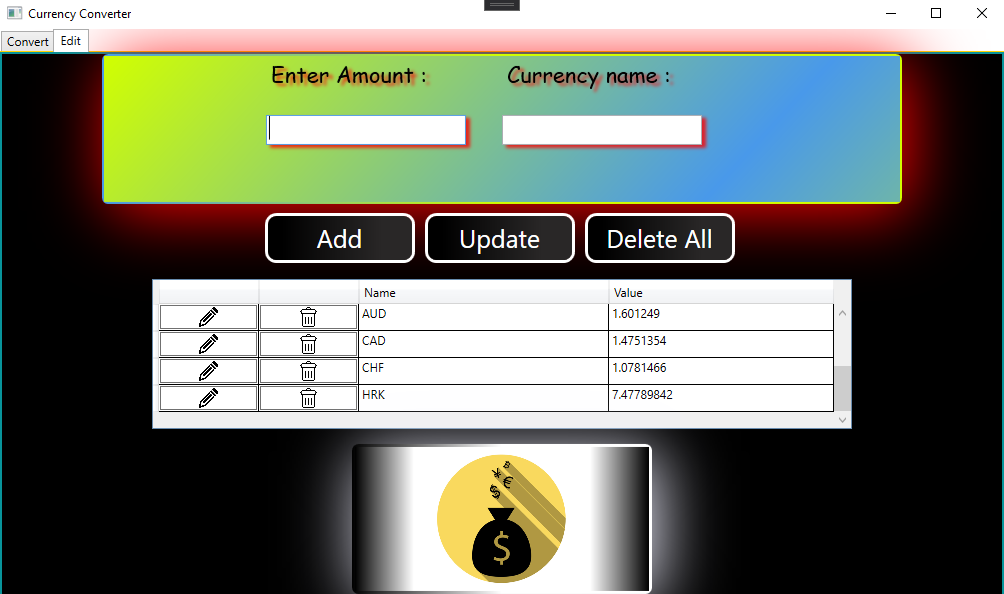 Currency Converter
Convert Edit
Enter Amount : Currency name :
Add Update Delete All
Name Value
AUD 1.601249
CAD 1.4751354
CHF 1.0781466
HRK 7.47789842
$ ¥ €
$
$